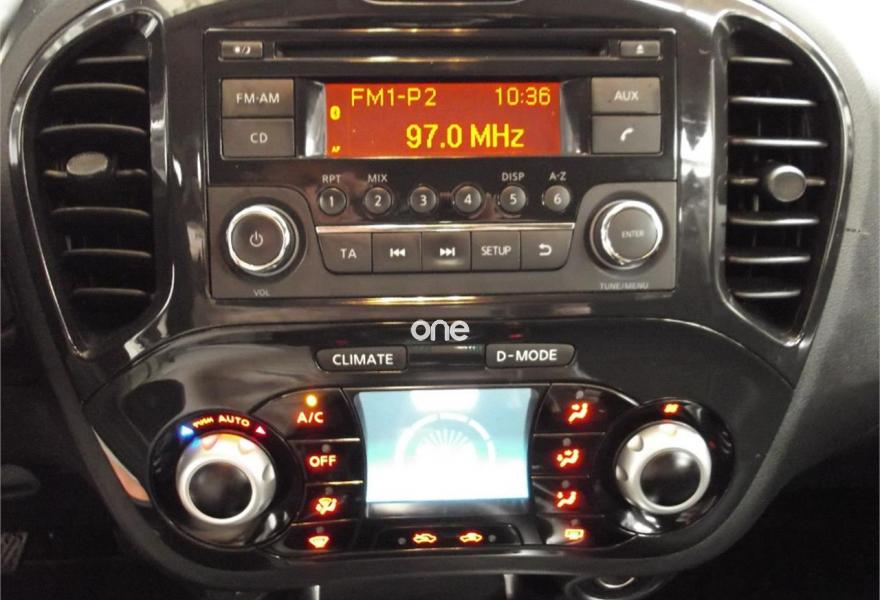 FM·AM
FM1-P2 10:36
AUX
AF
97.0 MHz
CD
RPT MIX DISP A-Z
1 2 3 4 5 6
ENTER
TA SETUP
VOL TUNE/MENU
one
CLIMATE D-MODE
PUSH AUTO
A/C
OFF